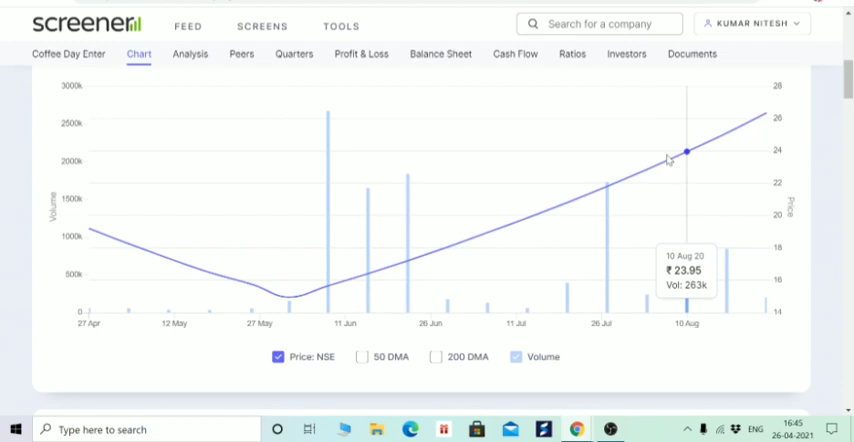 screener
FEED SCREENS TOOLS
Search for a company
KUMAR NITESH
Coffee Day Enter Chart Analysis Peers Quarters Profit & Loss Balance Sheet Cash Flow Ratios Investors Documents
3000k 28
2500k 26
2000k 24
1500k 22
20
1000k 18
500k 16
0 14
Volume
Price
10 Aug 20
₹ 23.95
Vol: 263k
27 Apr 12 May 27 May 11 Jun 26 Jun 11 Jul 26 Jul 10 Aug
Price: NSE 50 DMA 200 DMA Volume
Type here to search
ENG
16:45
26-04-2021